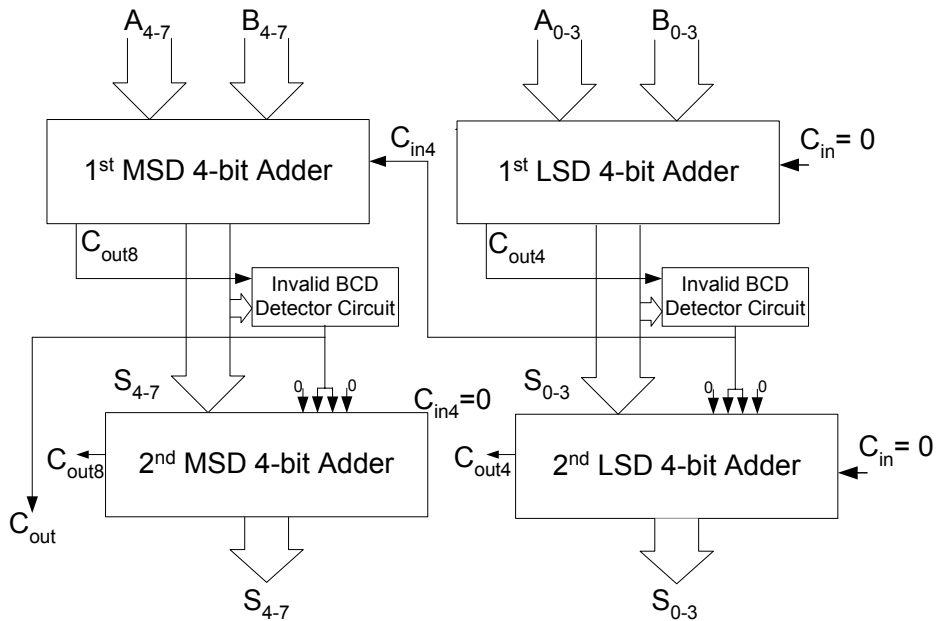 A4-7
B4-7
A0-3
B0-3
1st MSD 4-bit Adder
Cin4
1st LSD 4-bit Adder
Cin= 0
Cout8
Invalid BCD
Detector Circuit
Cout4
Invalid BCD
Detector Circuit
S4-7
0
0
Cin4=0
S0-3
0
0
Cout8
2nd MSD 4-bit Adder
Cout4
2nd LSD 4-bit Adder
Cin= 0
Cout
S4-7
S0-3